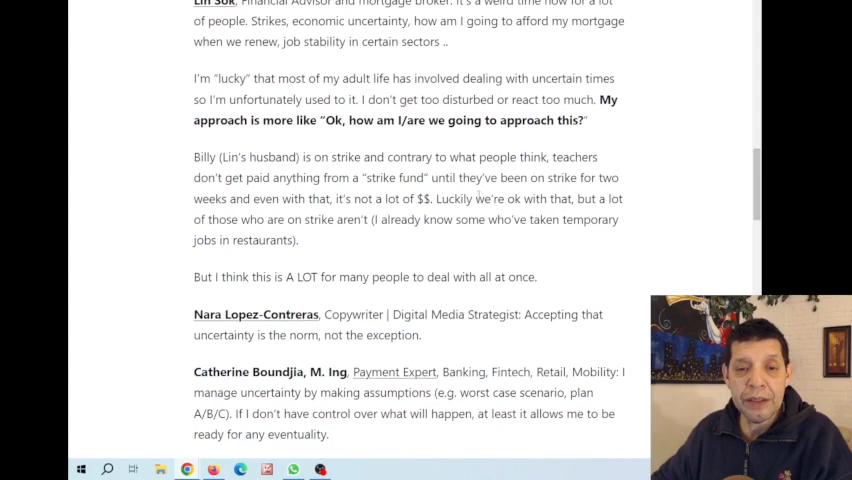 Lin Sok, Financial Advisor and mortgage broker: It's a weird time now for a lot
of people. Strikes, economic uncertainty, how am I going to afford my mortgage
when we renew, job stability in certain sectors ..
I'm "lucky" that most of my adult life has involved dealing with uncertain times
so I'm unfortunately used to it. I don't get too disturbed or react too much. My
approach is more like "Ok, how am I/are we going to approach this?"
Billy (Lin's husband) is on strike and contrary to what people think, teachers
don't get paid anything from a "strike fund" until they've been on strike for two
weeks and even with that, it's not a lot of $$. Luckily we're ok with that, but a lot
of those who are on strike aren't (I already know some who've taken temporary
jobs in restaurants).
But I think this is A LOT for many people to deal with all at once.
Nara Lopez-Contreras, Copywriter | Digital Media Strategist: Accepting that
uncertainty is the norm, not the exception.
Catherine Boundjia, M. Ing, Payment Expert, Banking, Fintech, Retail, Mobility: I
manage uncertainty by making assumptions (e.g. worst case scenario, plan
A/B/C). If I don't have control over what will happen, at least it allows me to be
ready for any eventuality.